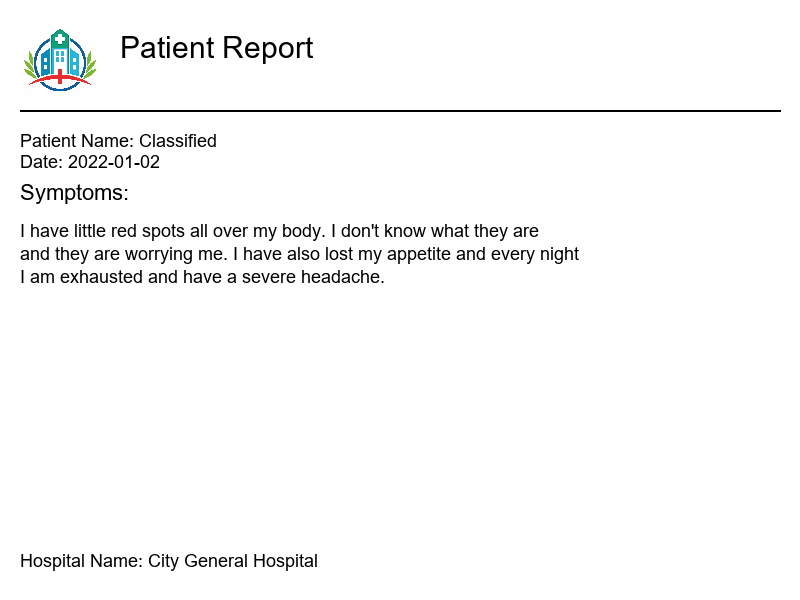 Patient Report
Patient Name: Classified
Date: 2022-01-02
Symptoms:
I have little red spots all over my body. I don't know what they are
and they are worrying me. I have also lost my appetite and every night
I am exhausted and have a severe headache.
Hospital Name: City General Hospital